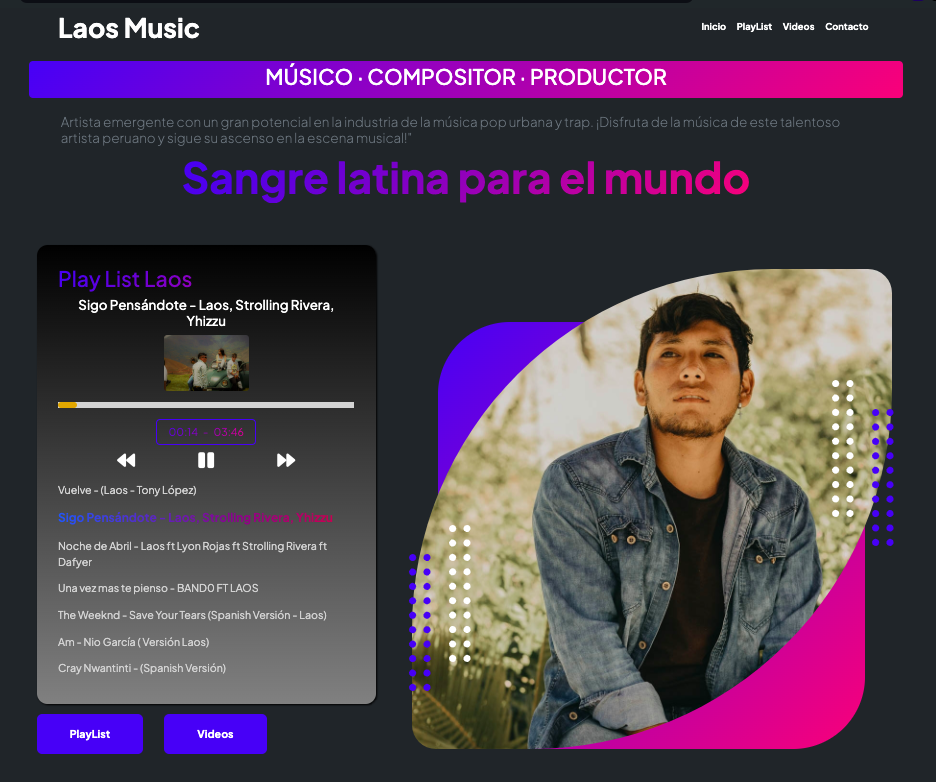 Laos Music
Inicio PlayList Videos Contacto
MÚSICO · COMPOSITOR · PRODUCTOR
Artista emergente con un gran potencial en la industria de la música pop urbana y trap. ¡Disfruta de la música de este talentoso
artista peruano y sigue su ascenso en la escena musical!"
Sangre latina para el mundo
Play List Laos
Sigo Pensándote - Laos, Strolling Rivera,
Yhizzu
03:46
Vuelve - (Laos - Tony López)
Sigo Pensándote - Laos, Strolling Rivera, Yhizzu
Noche de Abril - Laos ft Lyon Rojas ft Strolling Rivera ft
Dafyer
Una vez mas te pienso - BAND0 FT LAOS
The Weeknd - Save Your Tears (Spanish Versión - Laos)
Am - Nio García ( Versión Laos)
Cray Nwantinti - (Spanish Versión)
PlayList Videos